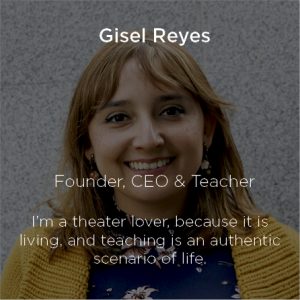 Gisel Reyes
Founder, CEO & Teacher
I'm a theater lover, because it is
living, and teaching is an authentic
scenario of life.